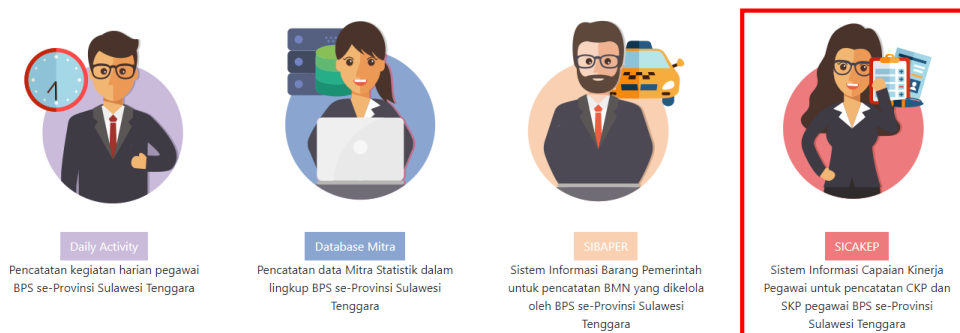 Daily Activity
Pencatatan kegiatan harian pegawai
BPS se-Provinsi Sulawesi Tenggara
Database Mitra
Pencatatan data Mitra Statistik dalam
lingkup BPS se-Provinsi Sulawesi
Tenggara
SIBAPER
Sistem Informasi Barang Pemerintah
untuk pencatatan BMN yang dikelola
oleh BPS se-Provinsi Sulawesi
Tenggara
SICAKEP
Sistem Informasi Capaian Kinerja
Pegawai untuk pencatatan CKP dan
SKP pegawai BPS se-Provinsi
Sulawesi Tenggara